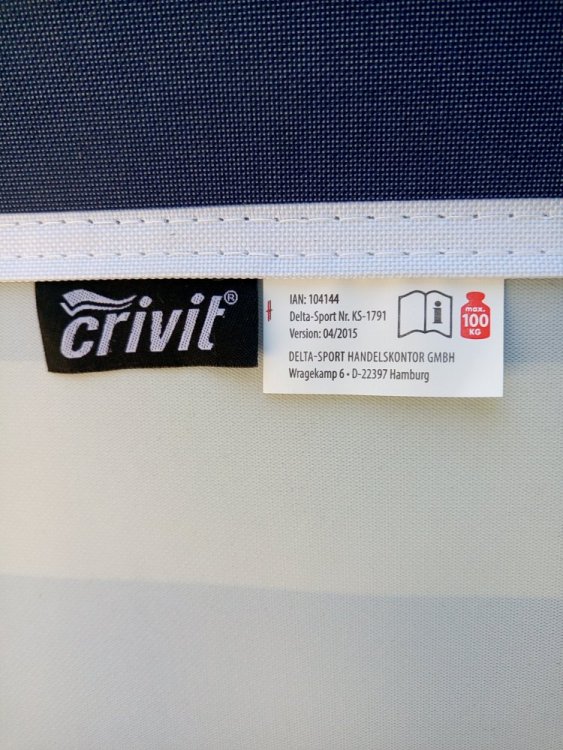 crivit®
IAN: 104144
Delta-Sport Nr. KS-1791
Version: 04/2015
i
max.
100
KG
DELTA-SPORT HANDELSKONTOR GMBH
Wragekamp 6 • D-22397 Hamburg